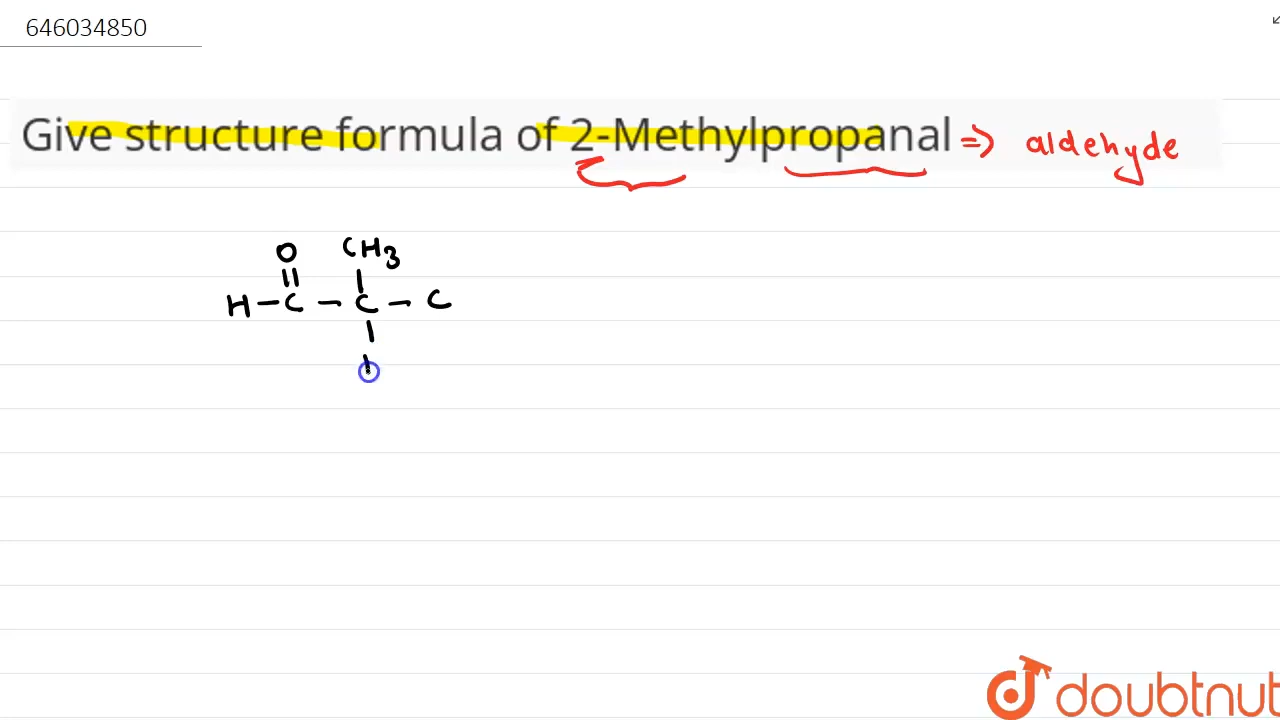 646034850
Give structure formula of 2-Methylpropanal ⇒ aldehyde
O CH3
H-C-C-C
doubtnut